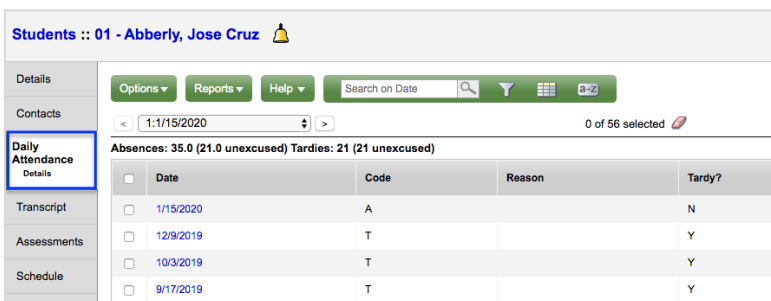 Students :: 01 - Abberly, Jose Cruz
Details
Contacts
Daily
Attendance
Details
Transcript
Assessments
Schedule
Options Reports Help Search on Date a-z
< 1:1/15/2020 > 0 of 56 selected
Absences: 35.0 (21.0 unexcused) Tardies: 21 (21 unexcused)
Date Code Reason Tardy?
1/15/2020 A N
12/9/2019 T Y
10/3/2019 T Y
9/17/2019 T Y